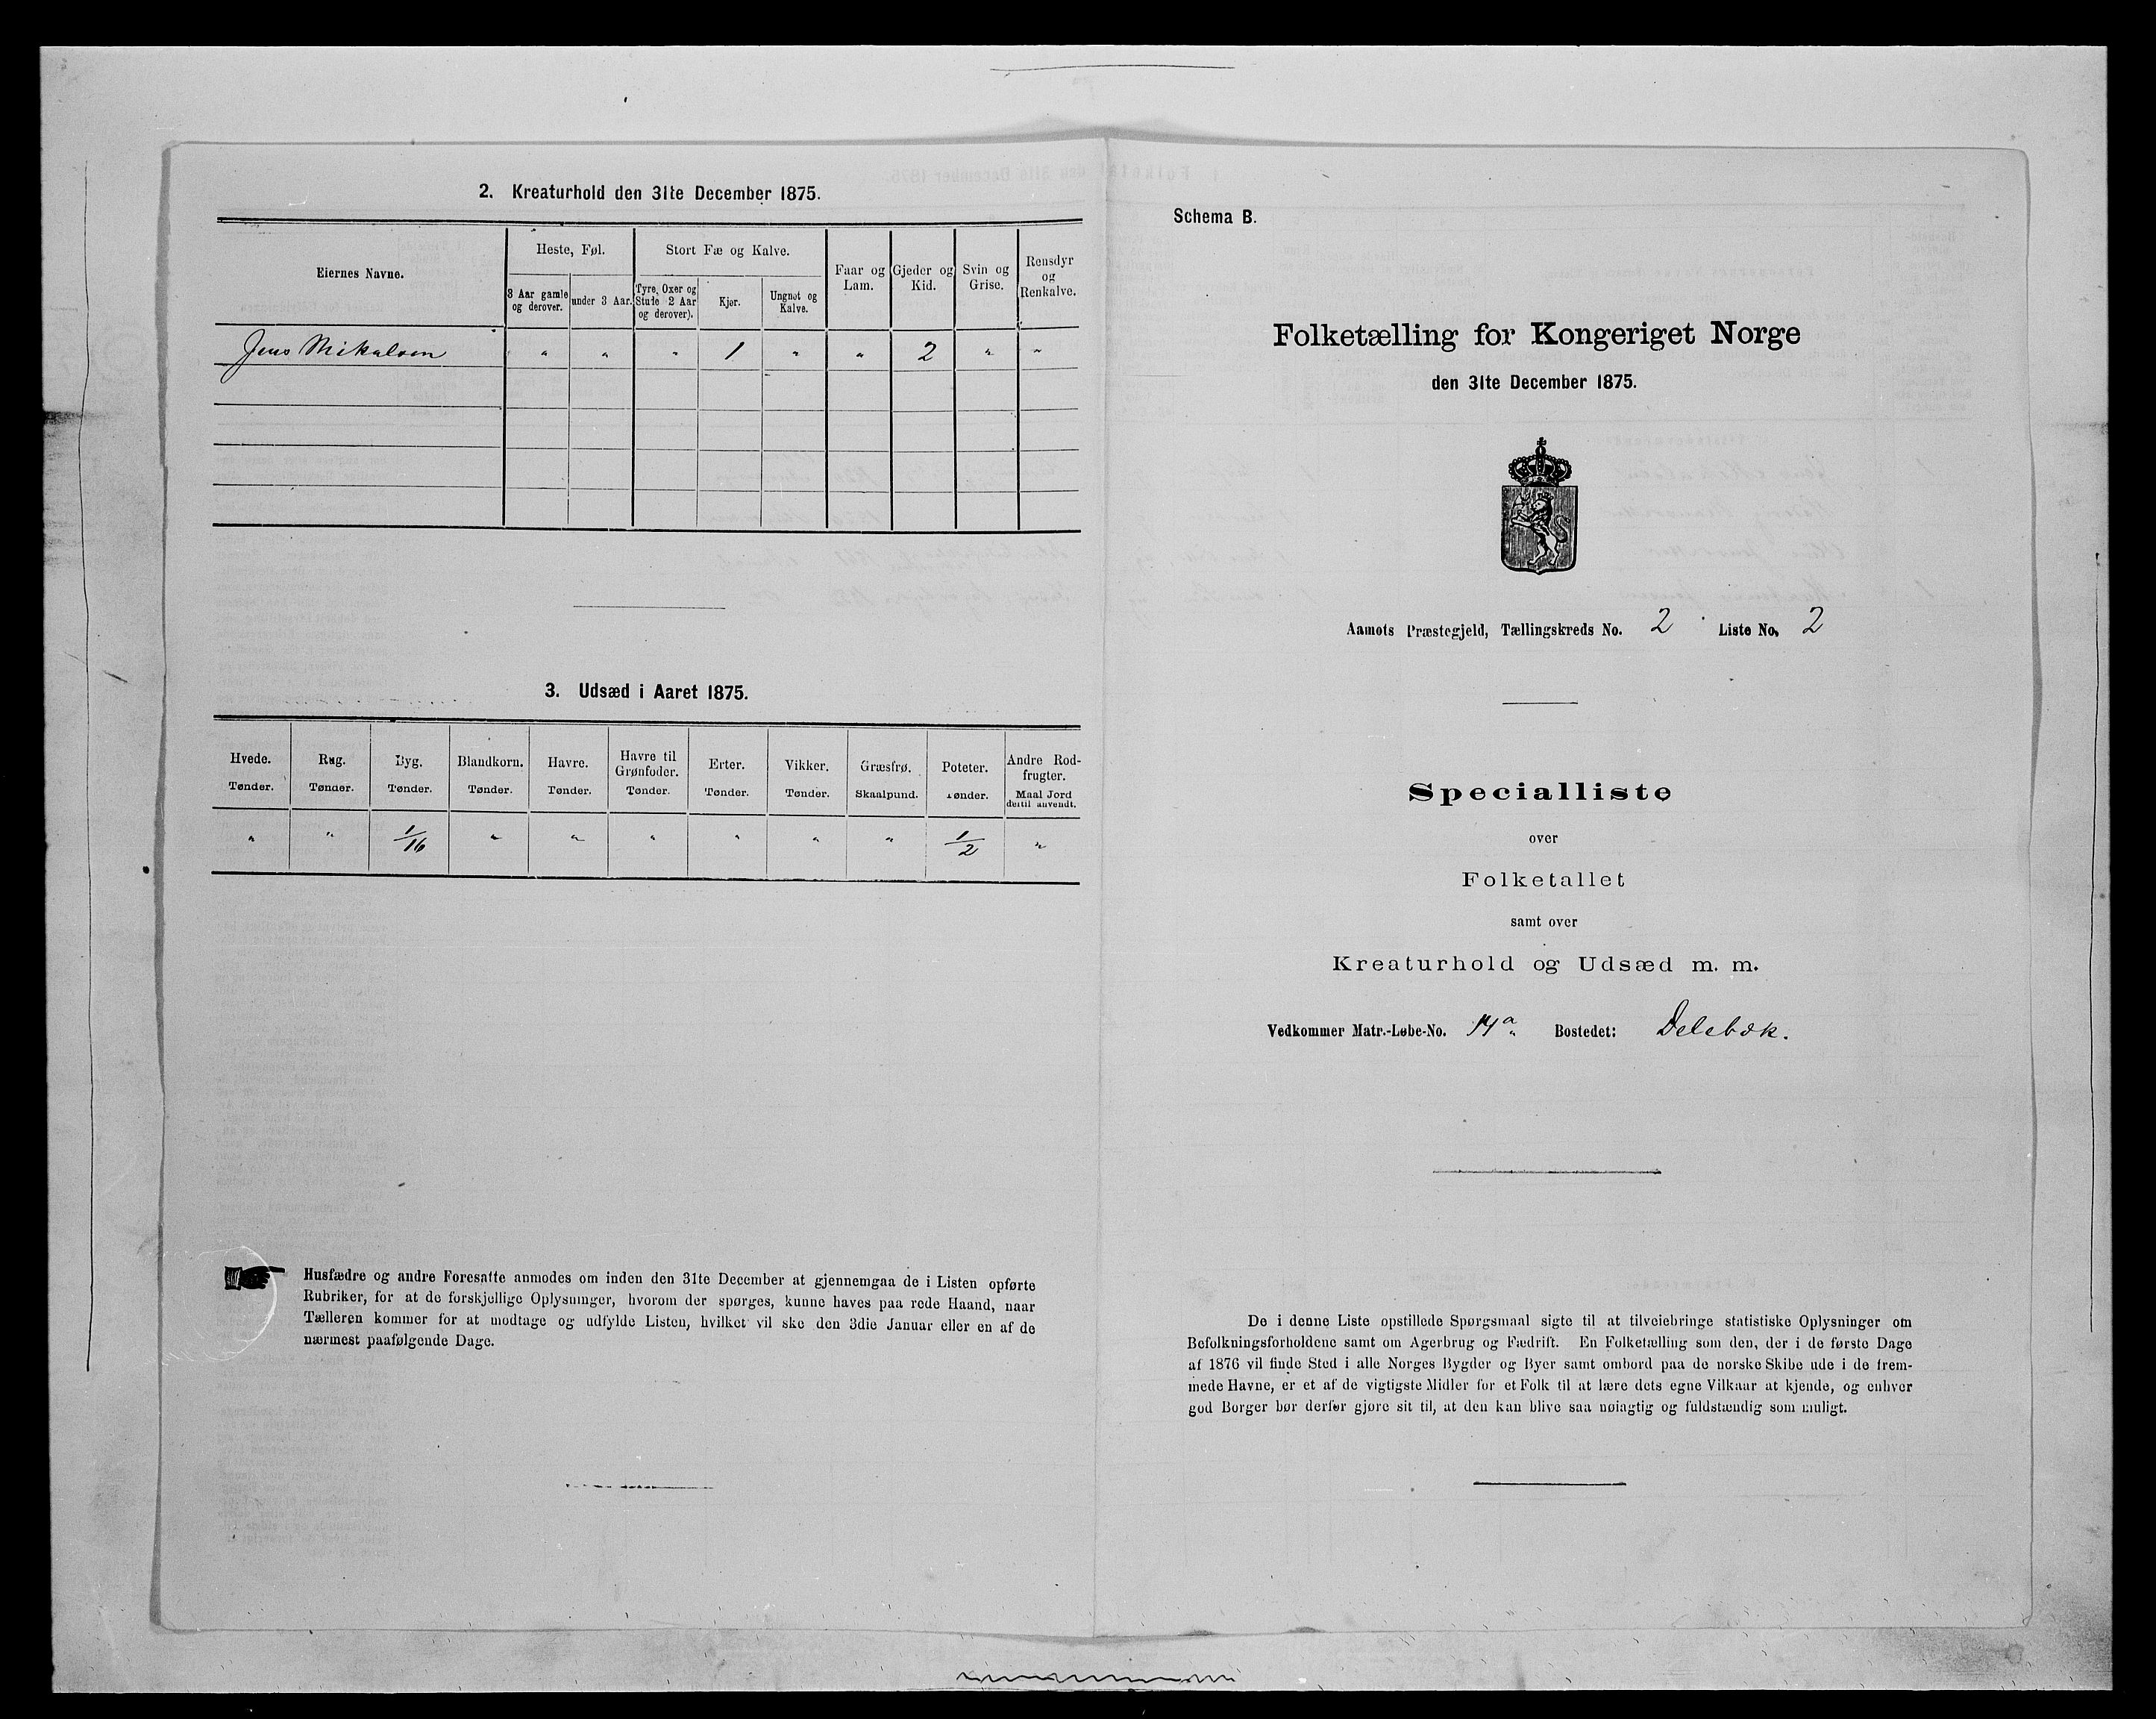 2. Kreaturhold den 31te December 1875.
Eiernes Navne.
Heste, Føl.
3 Aar gamle og derover.
under 3 Aar.
Stort Fæ og Kalve.
Tyre, Oxer og Stude (2 Aar og derover).
Kjør.
Ungnøt og Kalve.
Faar og Lam.
Gjeder og Kid.
Svin og Grise.
Rensdyr og Renkalve.
Jens Mikalsen " " " 1 " " 2 " "
3. Udsæd i Aaret 1875.
Hvede. Tønder.
Rug. Tønder.
Byg. Tønder.
Blandkorn. Tønder.
Havre. Tønder.
Havre til Grønfoder. Tønder.
Erter. Tønder.
Vikker. Tønder.
Græsfrø. Skaalpund.
Poteter. Tønder.
Andre Rodfrugter. Maal Jord dertil anvendt.
" " 1/16 " " " " " " 1/2 "
Husfædre og andre Foresatte anmodes om inden den 31te December at gjennemgaa de i Listen opførte
Rubriker, for at de forskjellige Oplysninger, hvorom der spørges, kunne haves paa rede Haand, naar
Tælleren kommer for at modtage og udfylde Listen, hvilket vil ske den 3die Januar eller en af de
nærmest paafølgende Dage.
Schema B.
Folketælling for Kongeriget Norge
den 31te December 1875.
Aamots Præstegjeld, Tællingskreds No. 2 Liste No. 2
Specialliste
over
Folketallet
samt over
Kreaturhold og Udsæd m. m.
Vedkommer Matr.-Løbe-No. 14a Bostedet: Delebæk.
De i denne Liste opstillede Spørgsmaal sigte til at tilveiebringe statistiske Oplysninger om
Befolkningsforholdene samt om Agerbrug og Fædrift. En Folketælling som den, der i de første Dage
af 1876 vil finde Sted i alle Norges Bygder og Byer samt ombord paa de norske Skibe ude i de frem-
mede Havne, er et af de vigtigste Midler for et Folk til at lære dets egne Vilkaar at kjende, og enhver
god Borger bør derfor gjøre sit til, at den kan blive saa nøiagtig og fuldstændig som muligt.